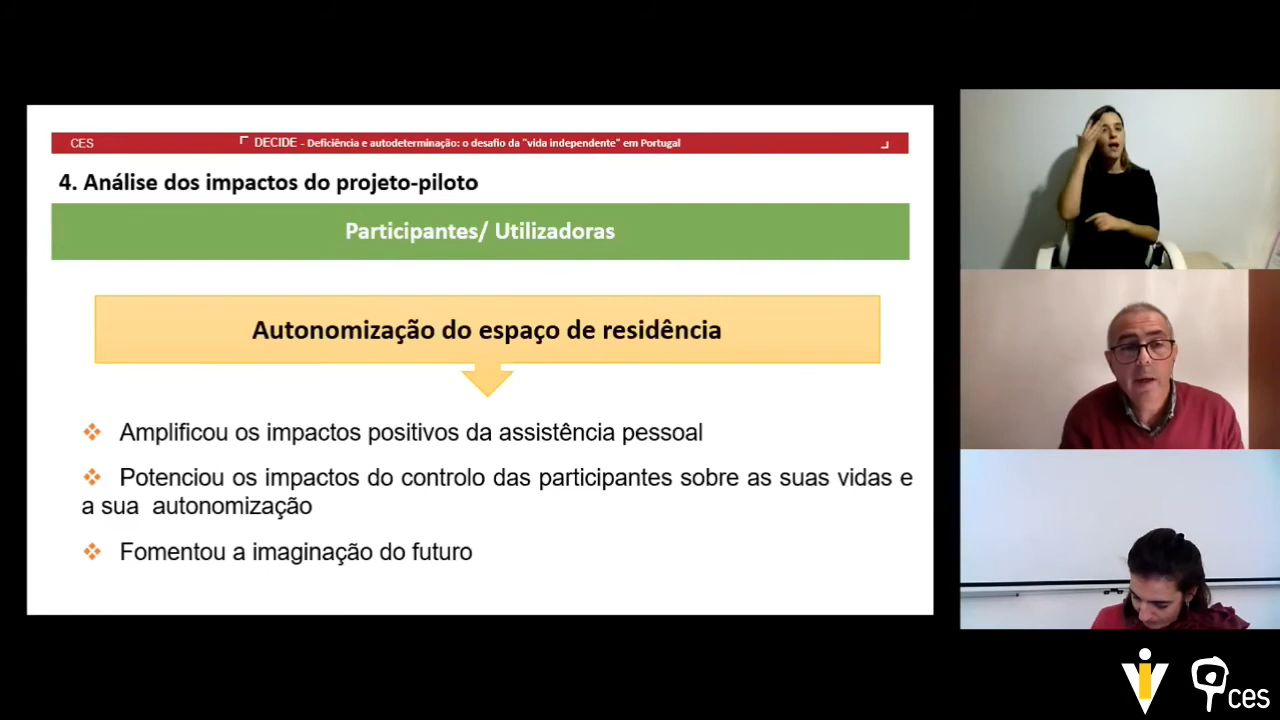 CES
DECIDE - Deficiência e autodeterminação: o desafio da "vida independente" em Portugal
4. Análise dos impactos do projeto-piloto
Participantes/ Utilizadoras
Autonomização do espaço de residência
Amplificou os impactos positivos da assistência pessoal
Potenciou os impactos do controlo das participantes sobre as suas vidas e
a sua autonomização
Fomentou a imaginação do futuro
ces